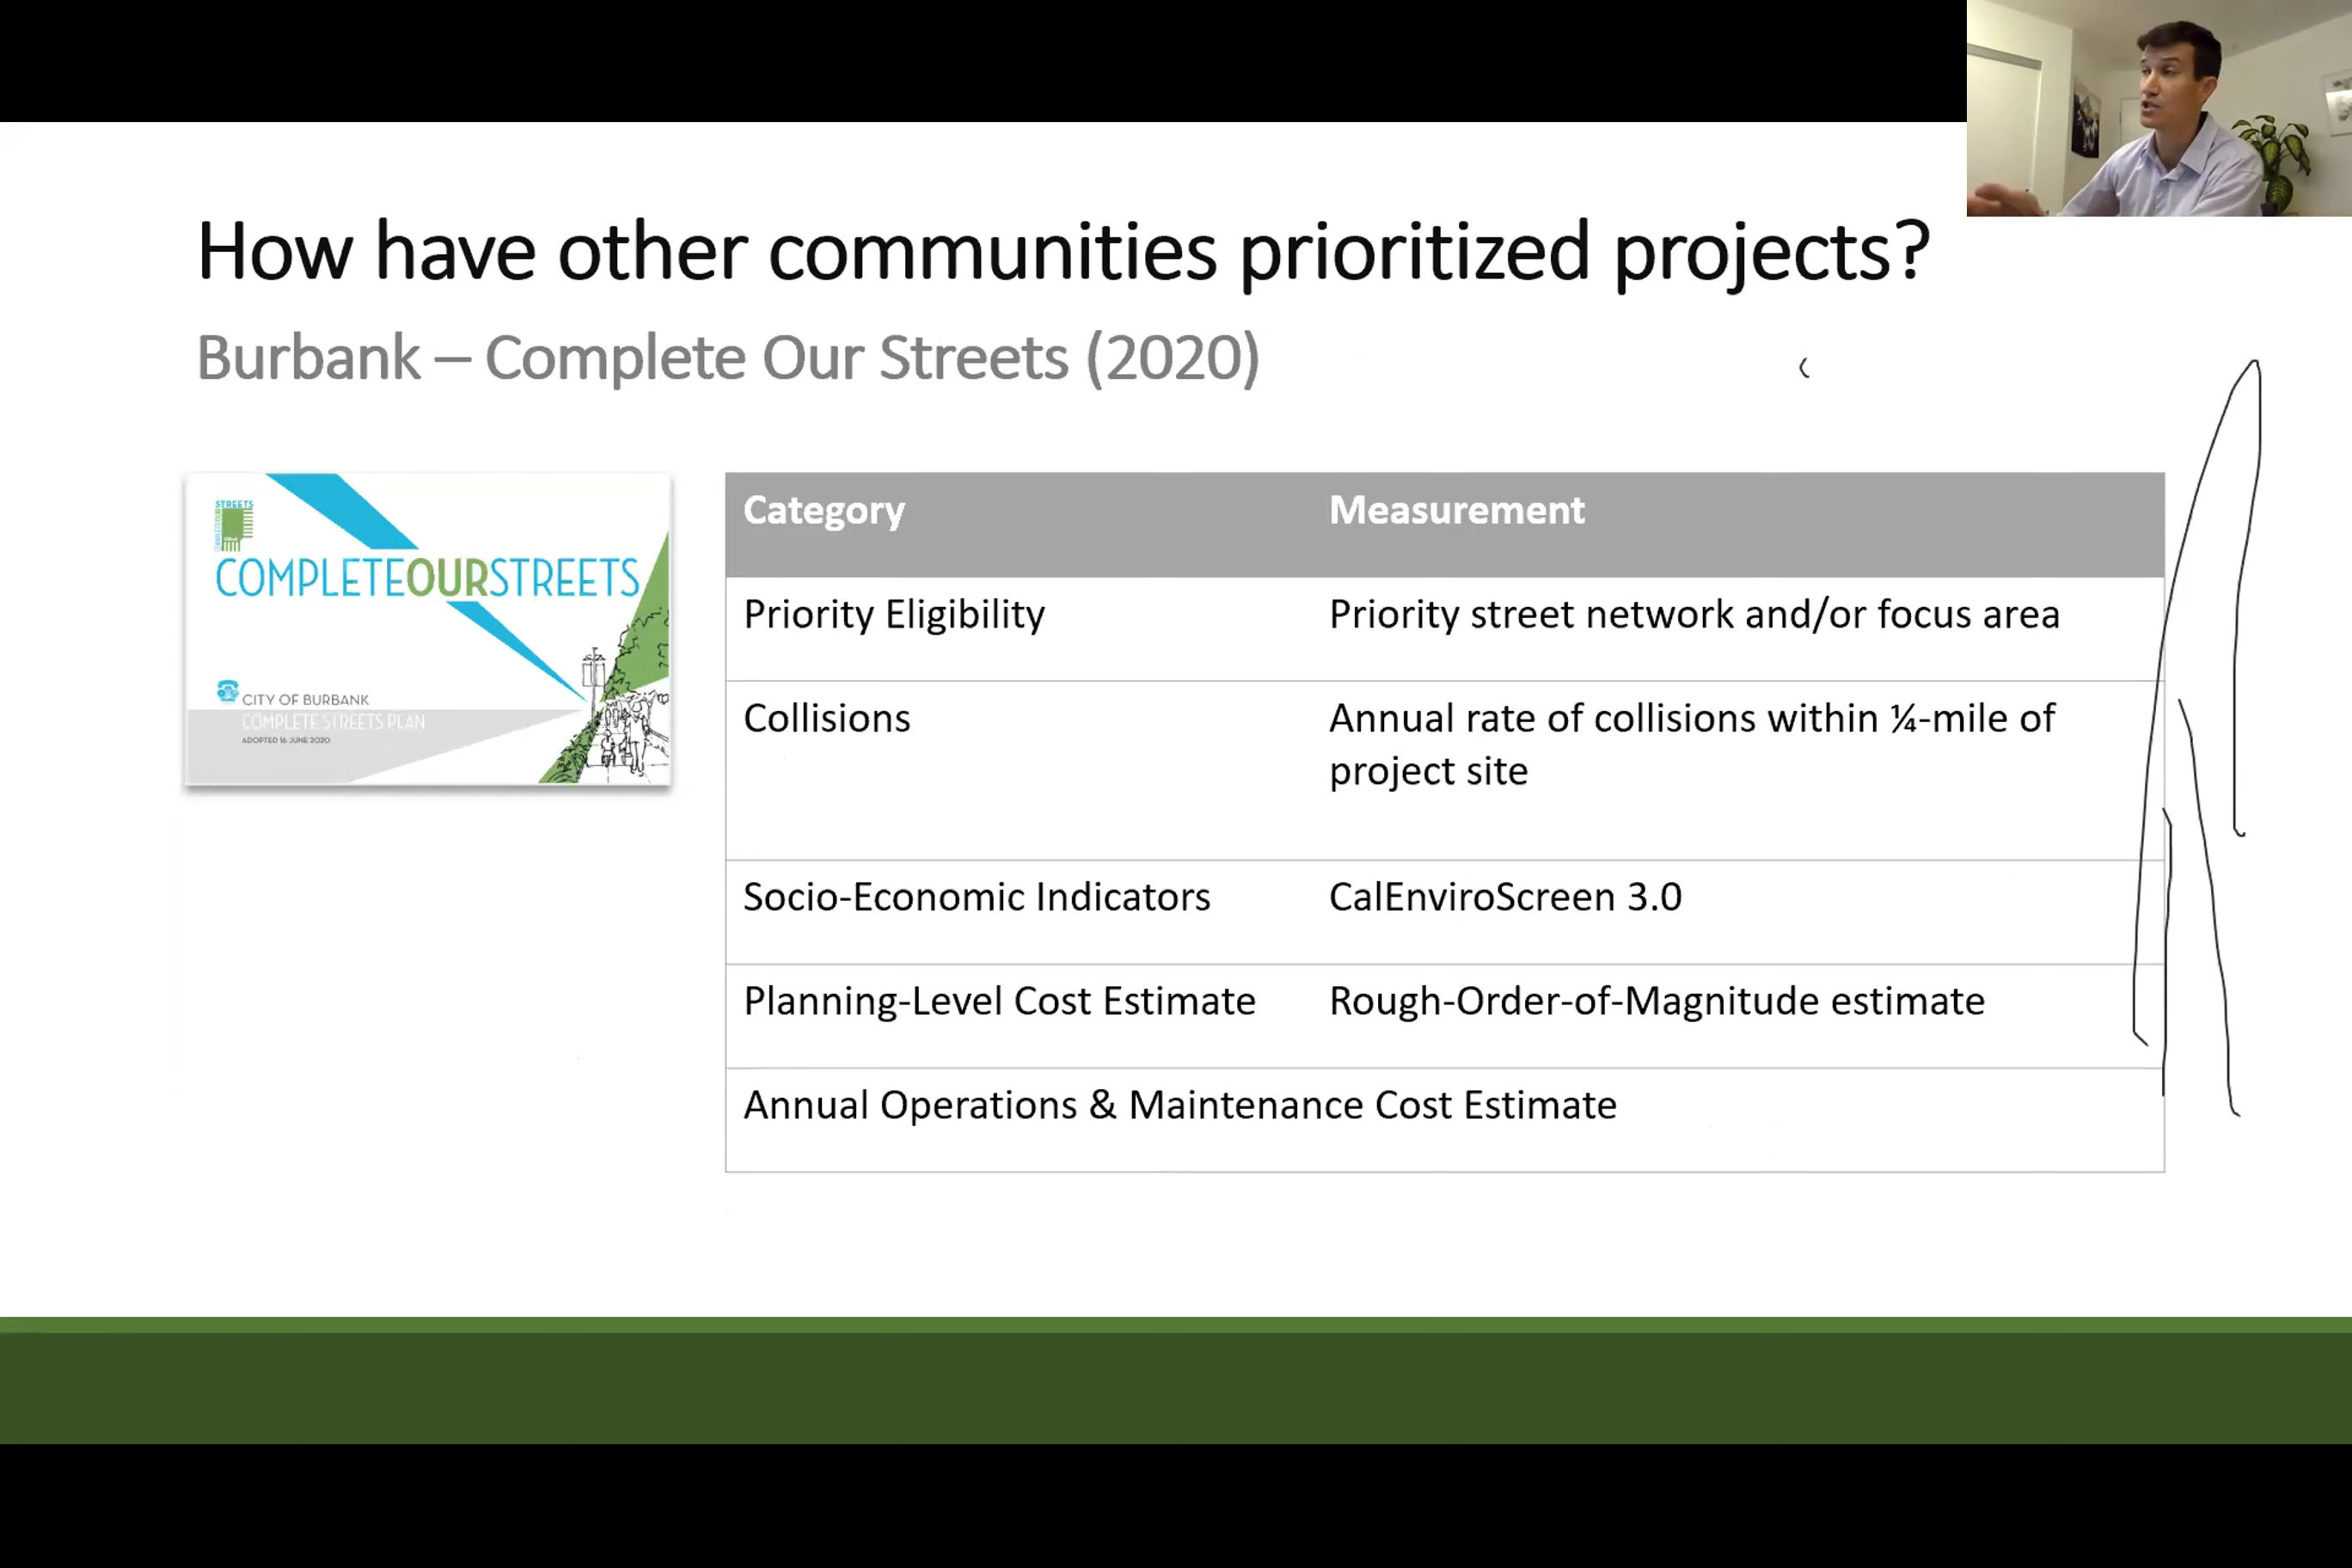 How have other communities prioritized projects?
Burbank – Complete Our Streets (2020)
STREETS
COMPLETEOURSTREETS
CITY OF BURBANK
COMPLETE STREETS PLAN
ADOPTED 16 JUNE 2020
Category Measurement
Priority Eligibility Priority street network and/or focus area
Collisions Annual rate of collisions within ¼-mile of
project site
Socio-Economic Indicators CalEnviroScreen 3.0
Planning-Level Cost Estimate Rough-Order-of-Magnitude estimate
Annual Operations & Maintenance Cost Estimate